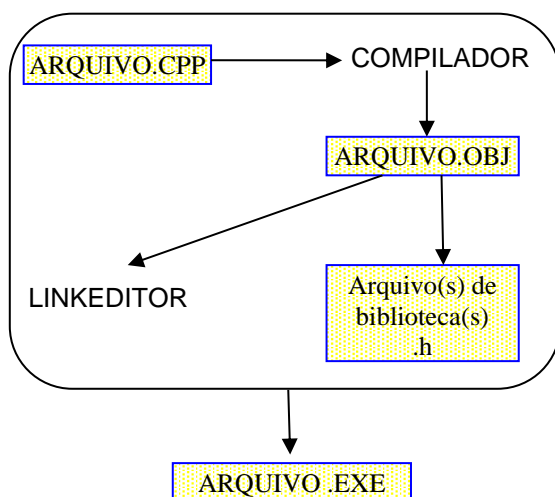 ARQUIVO.CPP
COMPILADOR
ARQUIVO.OBJ
LINKEDITOR
Arquivo(s) de
biblioteca(s)
.h
ARQUIVO .EXE